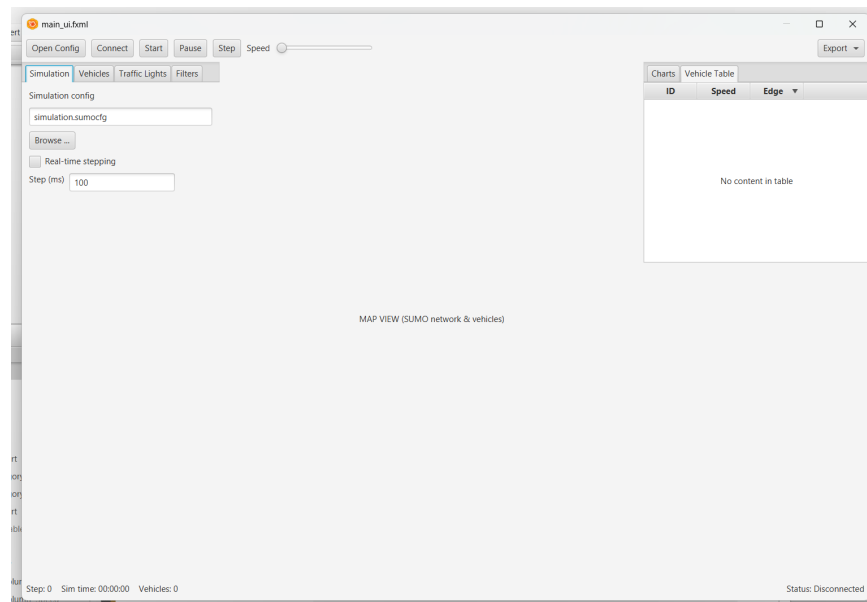 main_ui.fxml
Open Config Connect Start Pause Step Speed Export
Simulation Vehicles Traffic Lights Filters
Charts Vehicle Table
ID Speed Edge
Simulation config
simulation.sumocfg
Browse ...
Real-time stepping
Step (ms) 100
No content in table
MAP VIEW (SUMO network & vehicles)
Step: 0 Sim time: 00:00:00 Vehicles: 0 Status: Disconnected